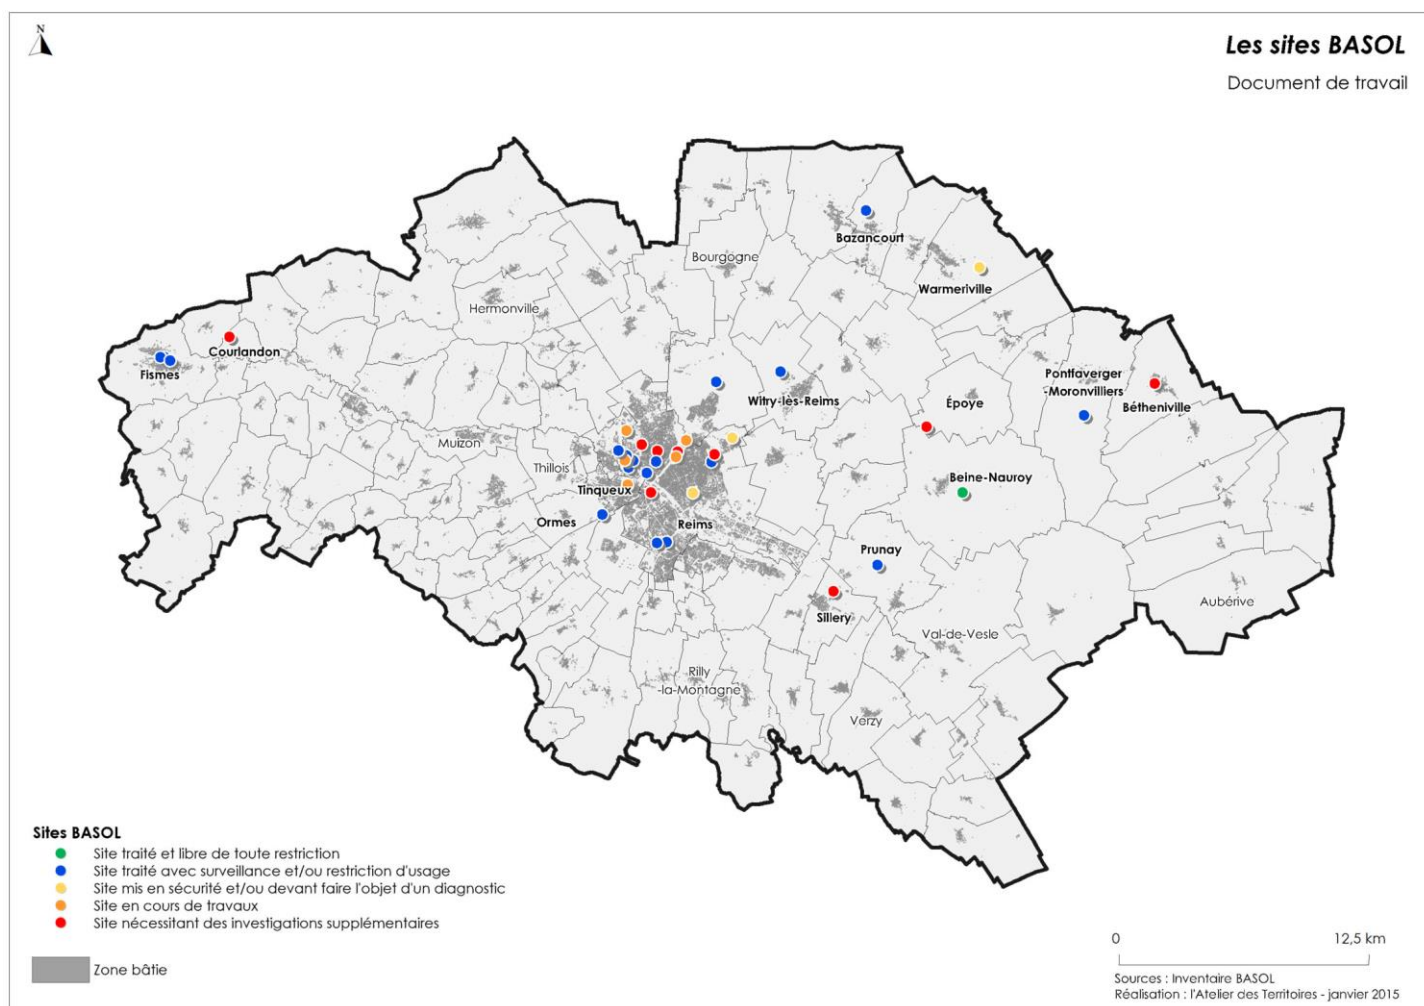 N
Les sites BASOL
Document de travail
Bazancourt
Bourgogne
Warmeriville
Hermonville
Courlandon
Fismes
Pontfaverger
-Moronvilliers
Witry-lès-Reims
Époye
Bétheniville
Muizon
Thillois
Beine-Nauroy
Tinqueux
Ormes
Reims
Prunay
Sillery
Aubérive
Val-de-Vesle
Rilly
-la-Montagne
Verzy
Sites BASOL
Site traité et libre de toute restriction
Site traité avec surveillance et/ou restriction d'usage
Site mis en sécurité et/ou devant faire l'objet d'un diagnostic
Site en cours de travaux
Site nécessitant des investigations supplémentaires
Zone bâtie
0 12,5 km
Sources : Inventaire BASOL
Réalisation : l'Atelier des Territoires - janvier 2015